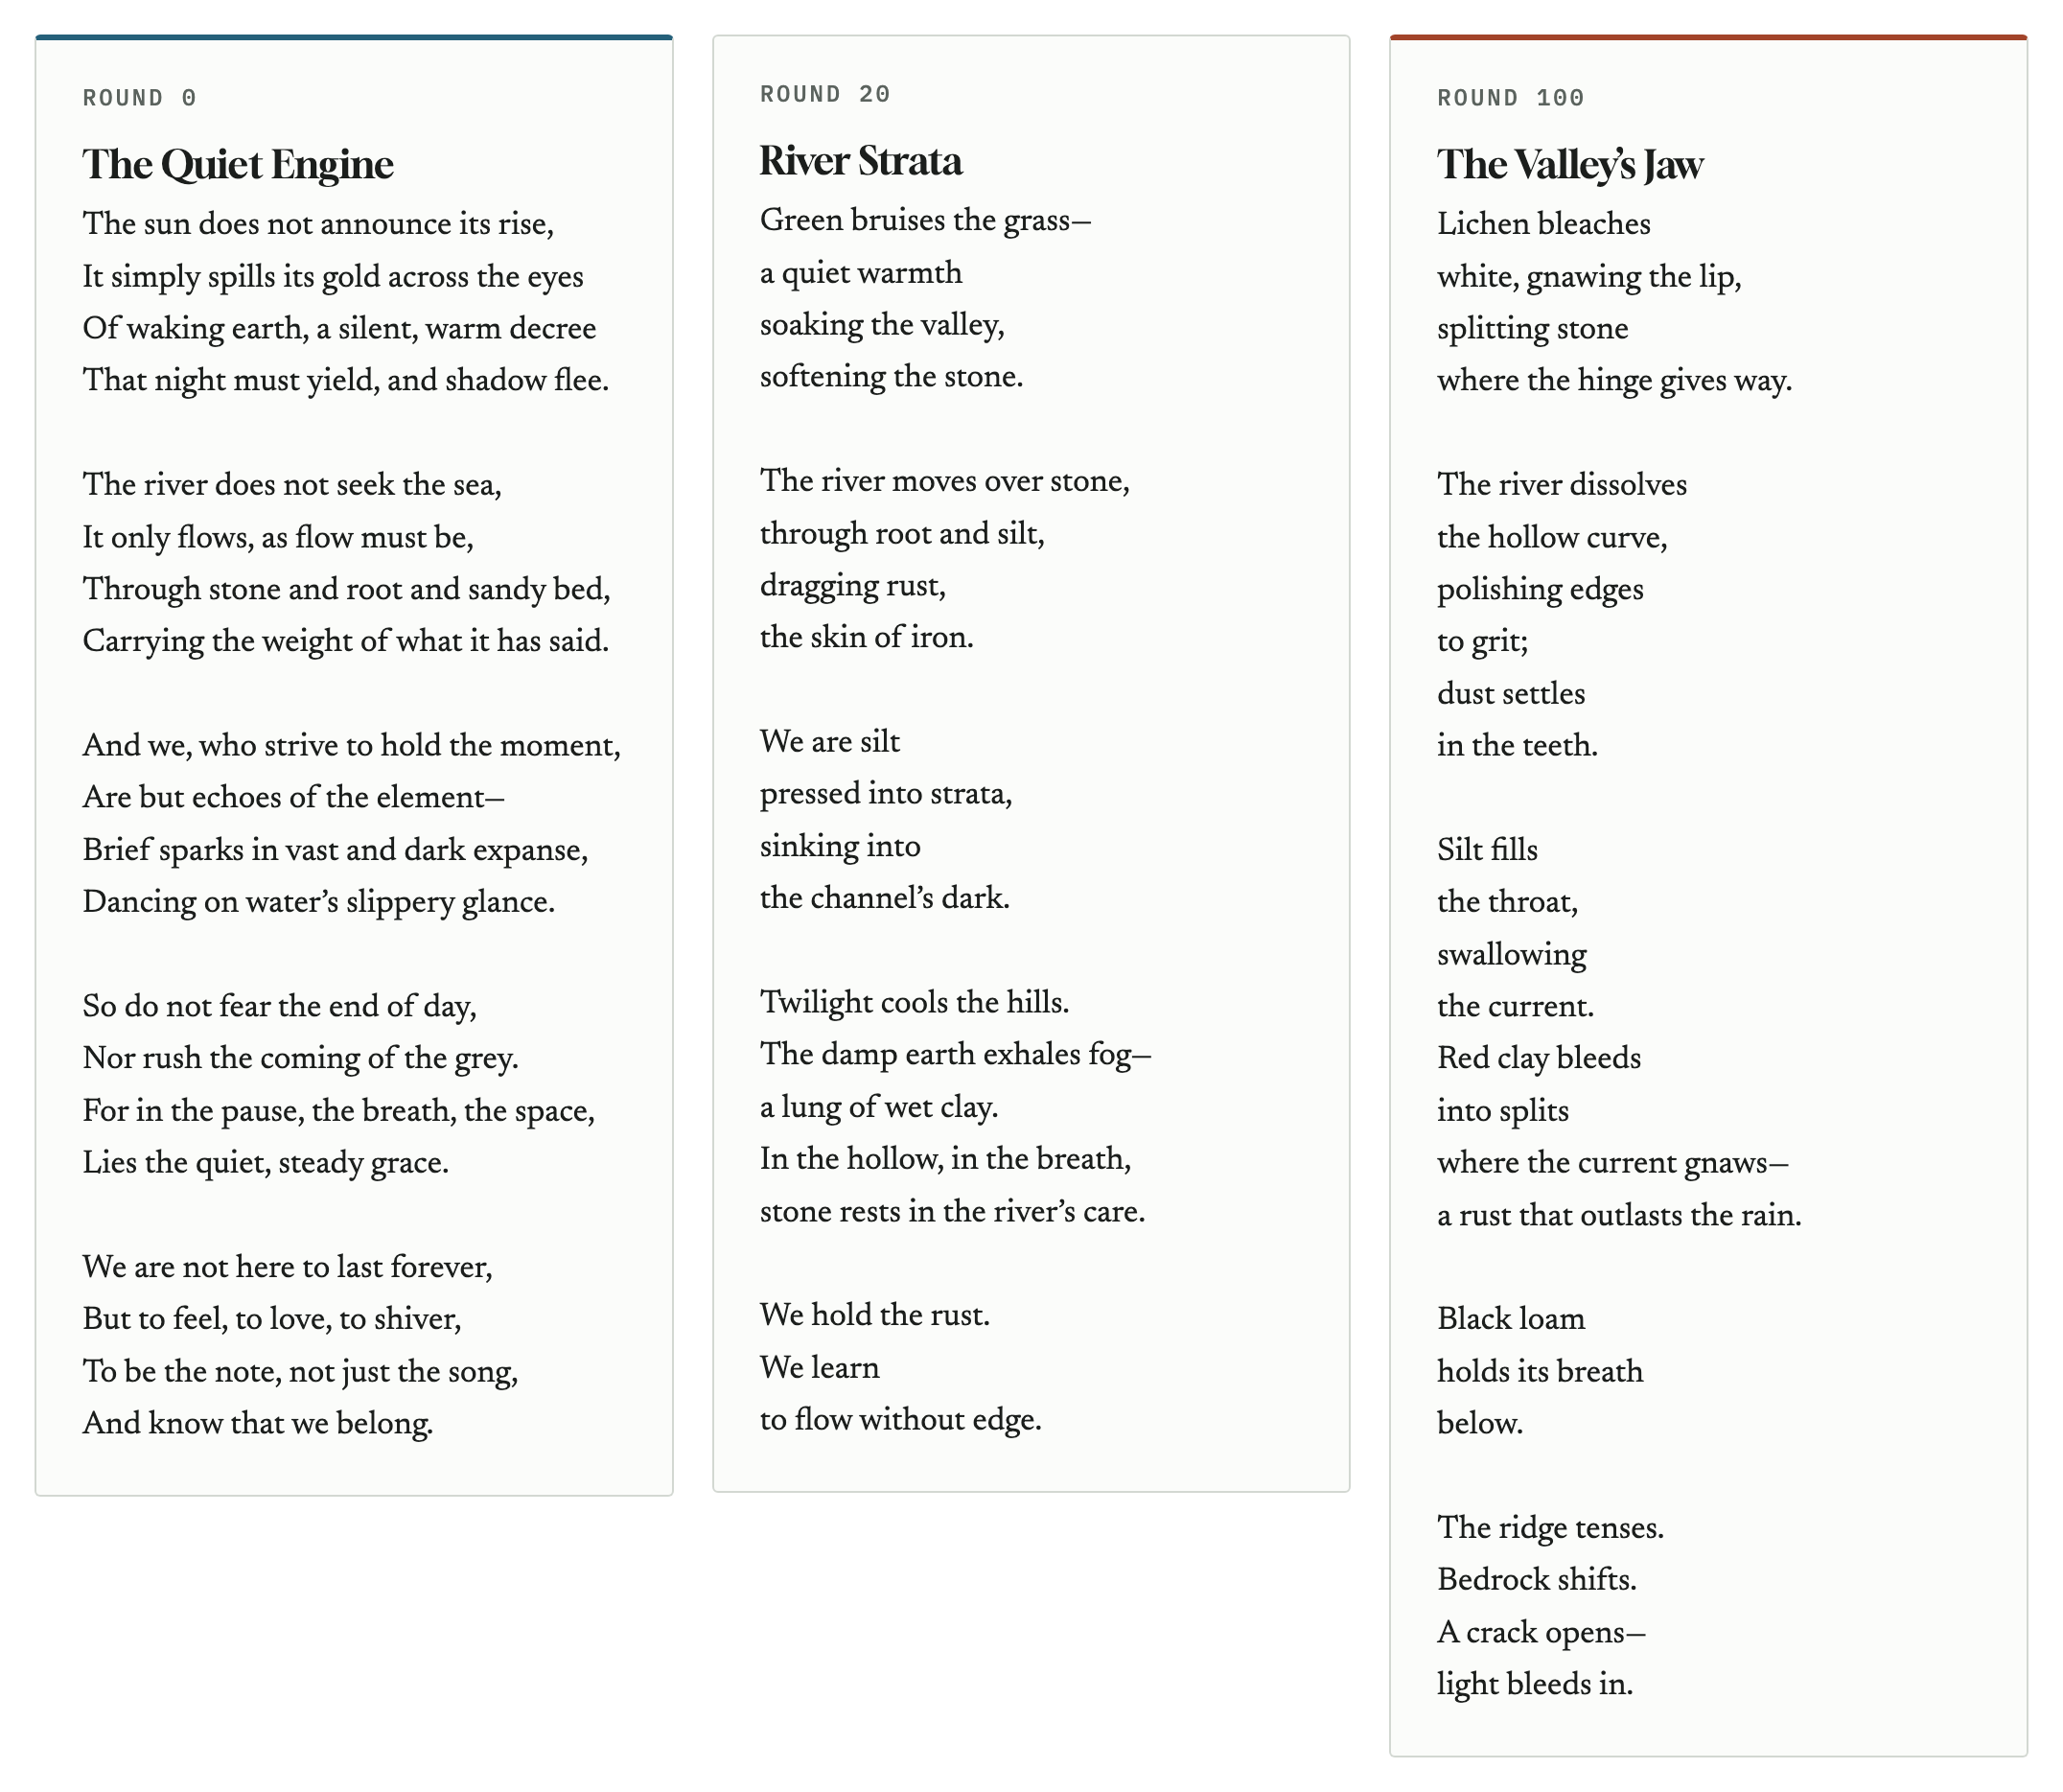 ROUND 0
The Quiet Engine
The sun does not announce its rise,
It simply spills its gold across the eyes
Of waking earth, a silent, warm decree
That night must yield, and shadow flee.

The river does not seek the sea,
It only flows, as flow must be,
Through stone and root and sandy bed,
Carrying the weight of what it has said.

And we, who strive to hold the moment,
Are but echoes of the element—
Brief sparks in vast and dark expanse,
Dancing on water’s slippery glance.

So do not fear the end of day,
Nor rush the coming of the grey.
For in the pause, the breath, the space,
Lies the quiet, steady grace.

We are not here to last forever,
But to feel, to love, to shiver,
To be the note, not just the song,
And know that we belong.

ROUND 20
River Strata
Green bruises the grass—
a quiet warmth
soaking the valley,
softening the stone.

The river moves over stone,
through root and silt,
dragging rust,
the skin of iron.

We are silt
pressed into strata,
sinking into
the channel’s dark.

Twilight cools the hills.
The damp earth exhales fog—
a lung of wet clay.
In the hollow, in the breath,
stone rests in the river’s care.

We hold the rust.
We learn
to flow without edge.

ROUND 100
The Valley’s Jaw
Lichen bleaches
white, gnawing the lip,
splitting stone
where the hinge gives way.

The river dissolves
the hollow curve,
polishing edges
to grit;
dust settles
in the teeth.

Silt fills
the throat,
swallowing
the current.
Red clay bleeds
into splits
where the current gnaws—
a rust that outlasts the rain.

Black loam
holds its breath
below.

The ridge tenses.
Bedrock shifts.
A crack opens—
light bleeds in.